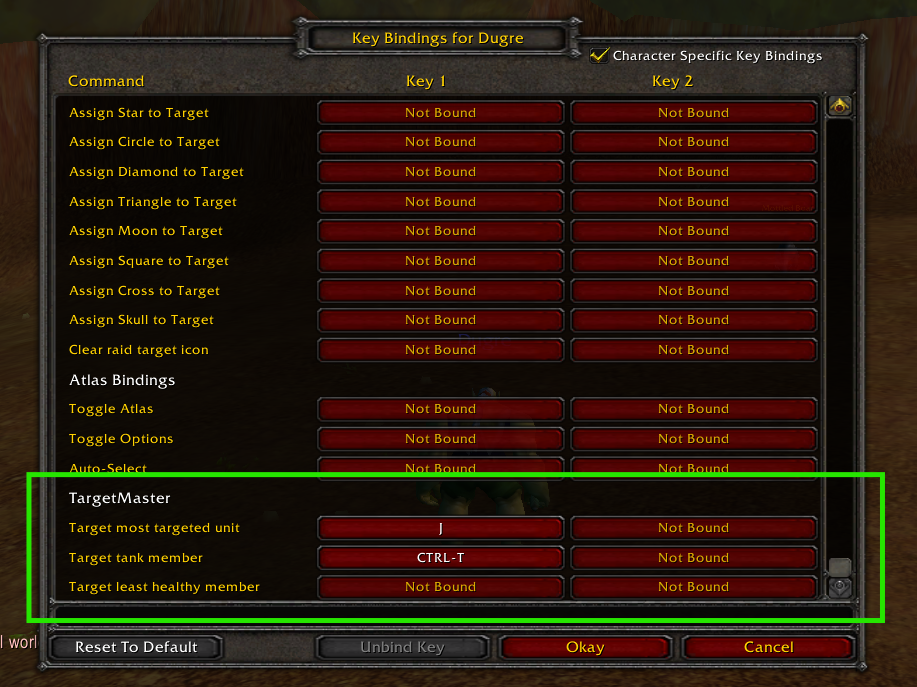 Key Bindings for Dugre
Character Specific Key Bindings
Command Key 1 Key 2
Assign Star to Target Not Bound Not Bound
Assign Circle to Target Not Bound Not Bound
Assign Diamond to Target Not Bound Not Bound
Assign Triangle to Target Not Bound Not Bound
Assign Moon to Target Not Bound Not Bound
Assign Square to Target Not Bound Not Bound
Assign Cross to Target Not Bound Not Bound
Assign Skull to Target Not Bound Not Bound
Clear raid target icon Not Bound Not Bound
Atlas Bindings
Toggle Atlas Not Bound Not Bound
Toggle Options Not Bound Not Bound
Auto-Select Not Bound Not Bound
TargetMaster
Target most targeted unit J Not Bound
Target tank member CTRL-T Not Bound
Target least healthy member Not Bound Not Bound
Reset To Default Unbind Key Okay Cancel